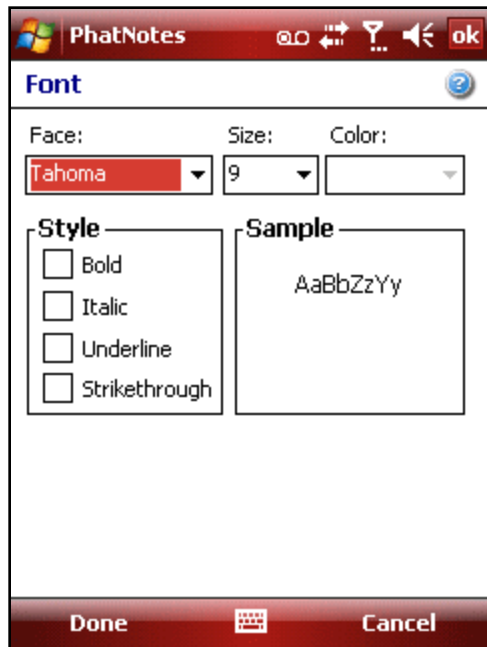 PhatNotes ok
Font
Face: Size: Color:
Tahoma 9
Style Sample
Bold
AaBbZzYy
Italic
Underline
Strikethrough
Done Cancel